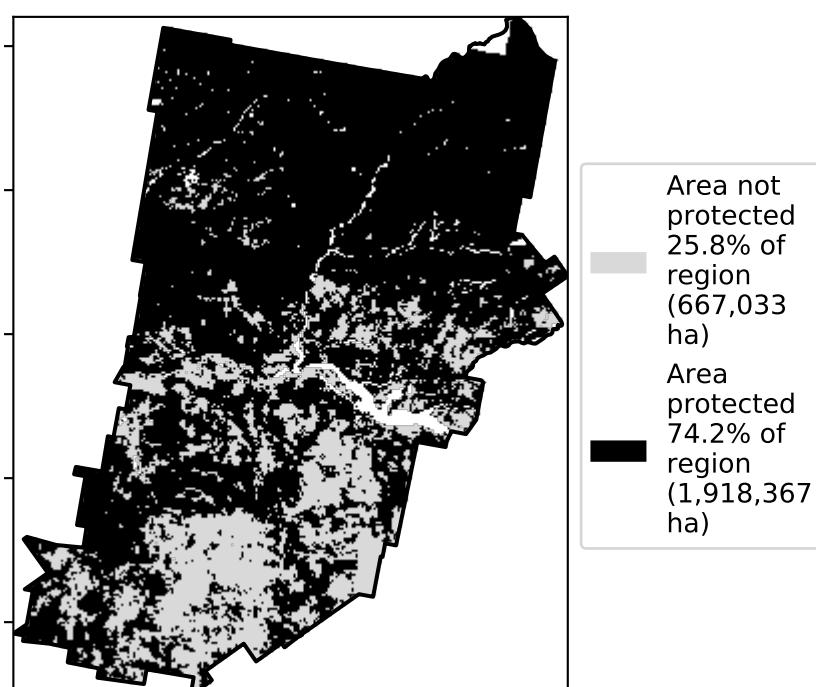 Area not
protected
25.8% of
region
(667,033
ha)
Area
protected
74.2% of
region
(1,918,367
ha)